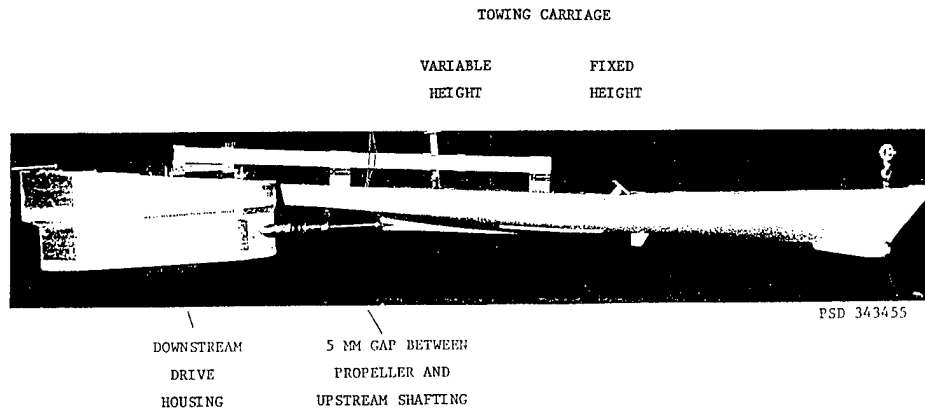 TOWING CARRIAGE
VARIABLE
HEIGHT
FIXED
HEIGHT
PSD 343455
DOWNSTREAM
DRIVE
HOUSING
5 MM GAP BETWEEN
PROPELLER AND
UPSTREAM SHAFTING